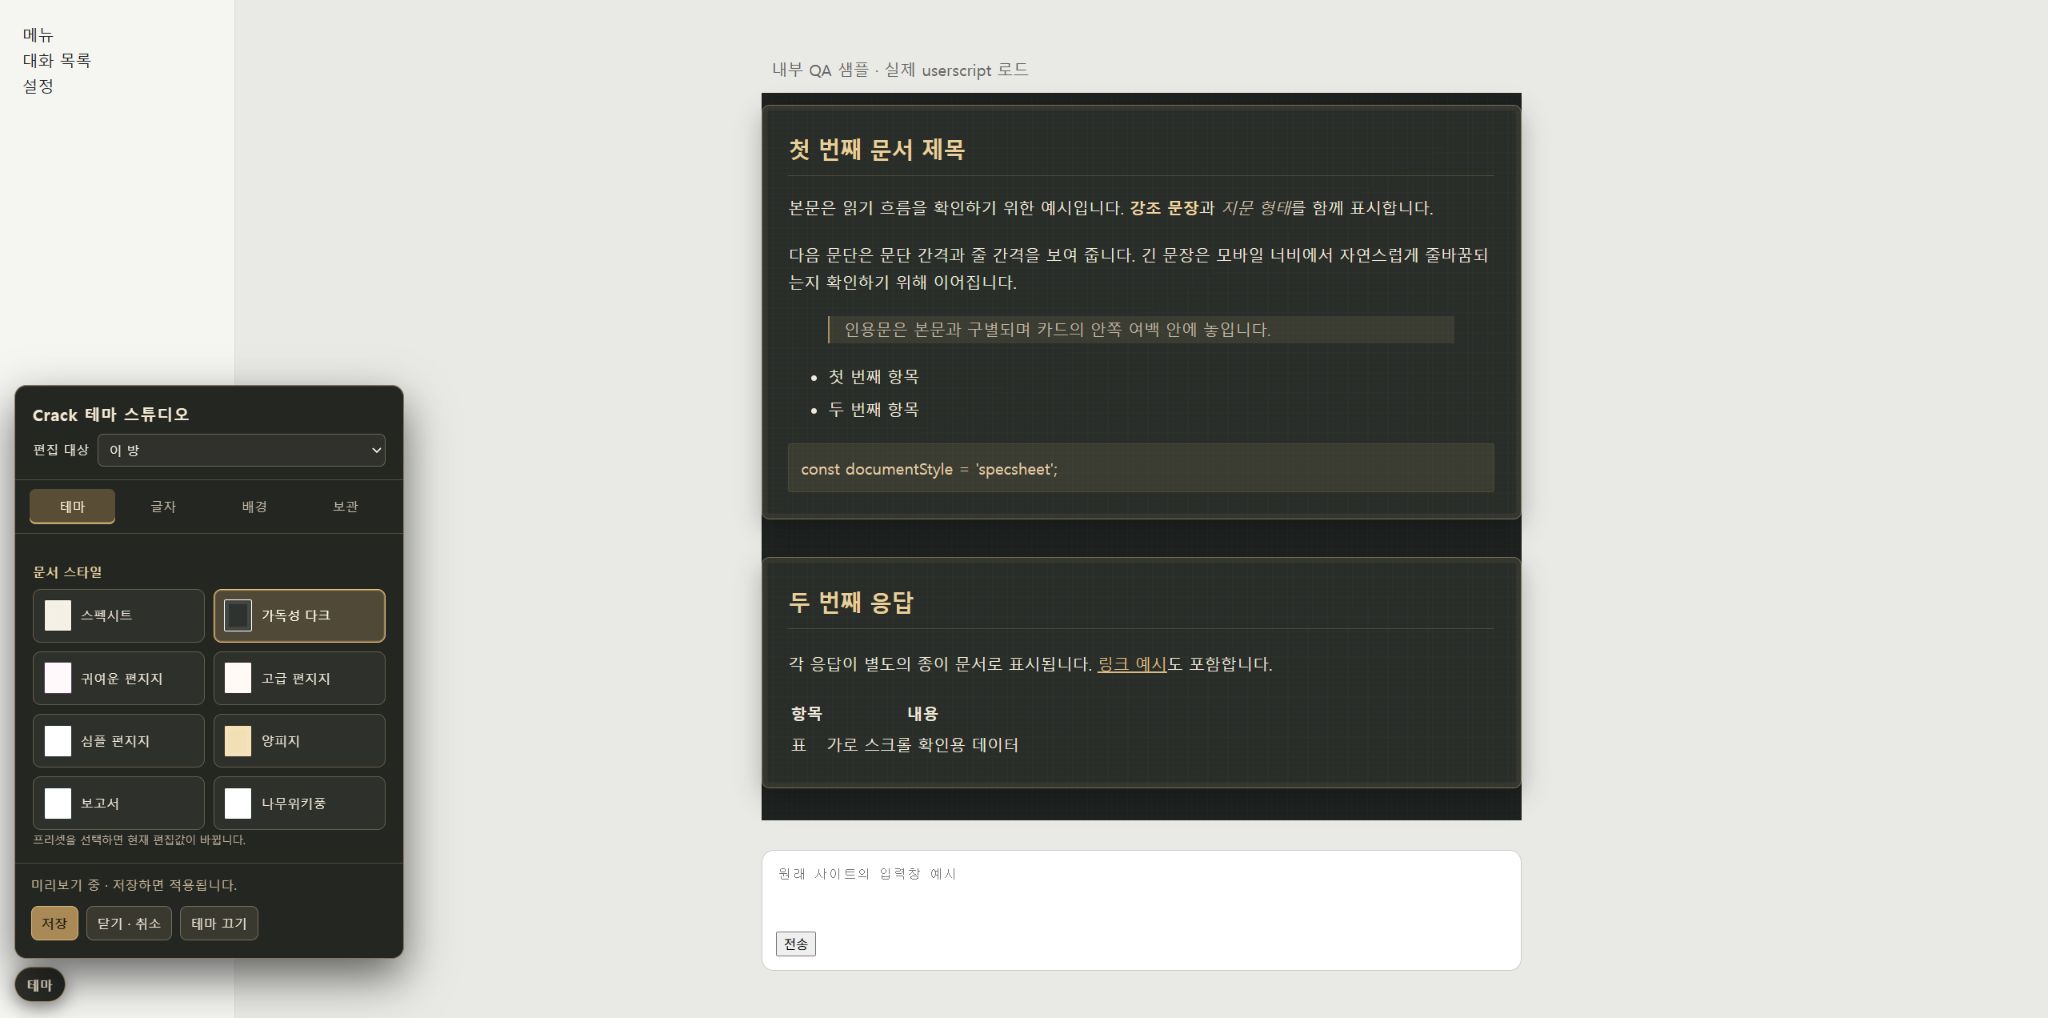 메뉴
대화 목록
설정
내부 QA 샘플 · 실제 userscript 로드
첫 번째 문서 제목
본문은 읽기 흐름을 확인하기 위한 예시입니다. 강조 문장과 지문 형태를 함께 표시합니다.
다음 문단은 문단 간격과 줄 간격을 보여 줍니다. 긴 문장은 모바일 너비에서 자연스럽게 줄바꿈되
는지 확인하기 위해 이어집니다.
인용문은 본문과 구별되며 카드의 안쪽 여백 안에 놓입니다.
• 첫 번째 항목
• 두 번째 항목
const documentStyle = 'specsheet';
두 번째 응답
각 응답이 별도의 종이 문서로 표시됩니다. 링크 예시도 포함합니다.
항목 내용
표 가로 스크롤 확인용 데이터
원래 사이트의 입력창 예시
전송
Crack 테마 스튜디오
편집 대상 이 방
테마 글자 배경 보관
문서 스타일
스펙시트 가독성 다크
귀여운 편지지 고급 편지지
심플 편지지 양피지
보고서 나무위키풍
프리셋을 선택하면 현재 편집값이 바뀝니다.
미리보기 중 · 저장하면 적용됩니다.
저장 닫기 · 취소 테마 끄기
테마